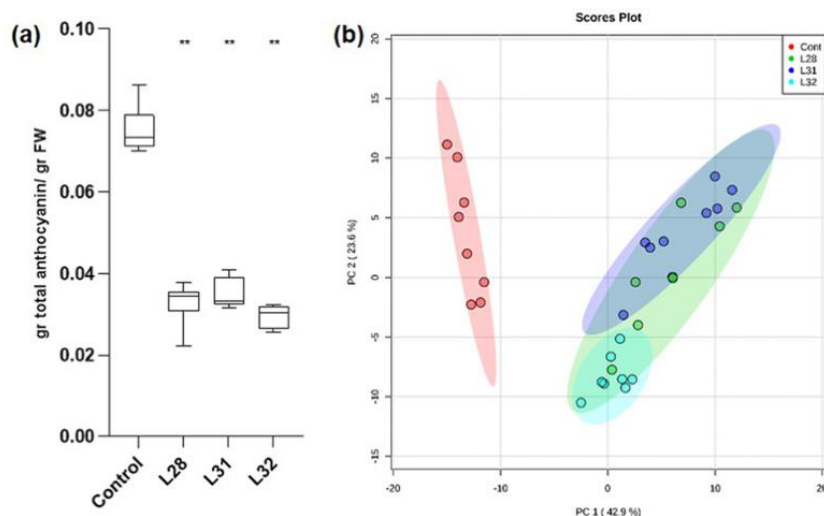 (a)
gr total anthocyanin/ gr FW
0.10
0.08
0.06
0.04
0.02
0.00
** ** **
Control L28 L31 L32
(b)
Scores Plot
PC 2 ( 23.6 %)
20
15
10
5
0
-5
-10
-15
-20 -10 0 10 20
PC 1 ( 42.9 %)
Cont
L28
L31
L32